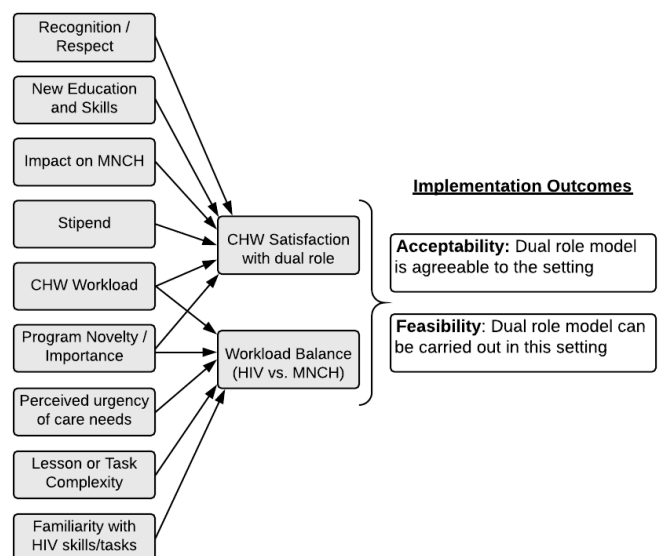 Recognition /
Respect
New Education
and Skills
Impact on MNCH
Stipend
CHW Workload
Program Novelty /
Importance
Perceived urgency
of care needs
Lesson or Task
Complexity
Familiarity with
HIV skills/tasks
CHW Satisfaction
with dual role
Workload Balance
(HIV vs. MNCH)
Implementation Outcomes
Acceptability: Dual role model
is agreeable to the setting
Feasibility: Dual role model can
be carried out in this setting